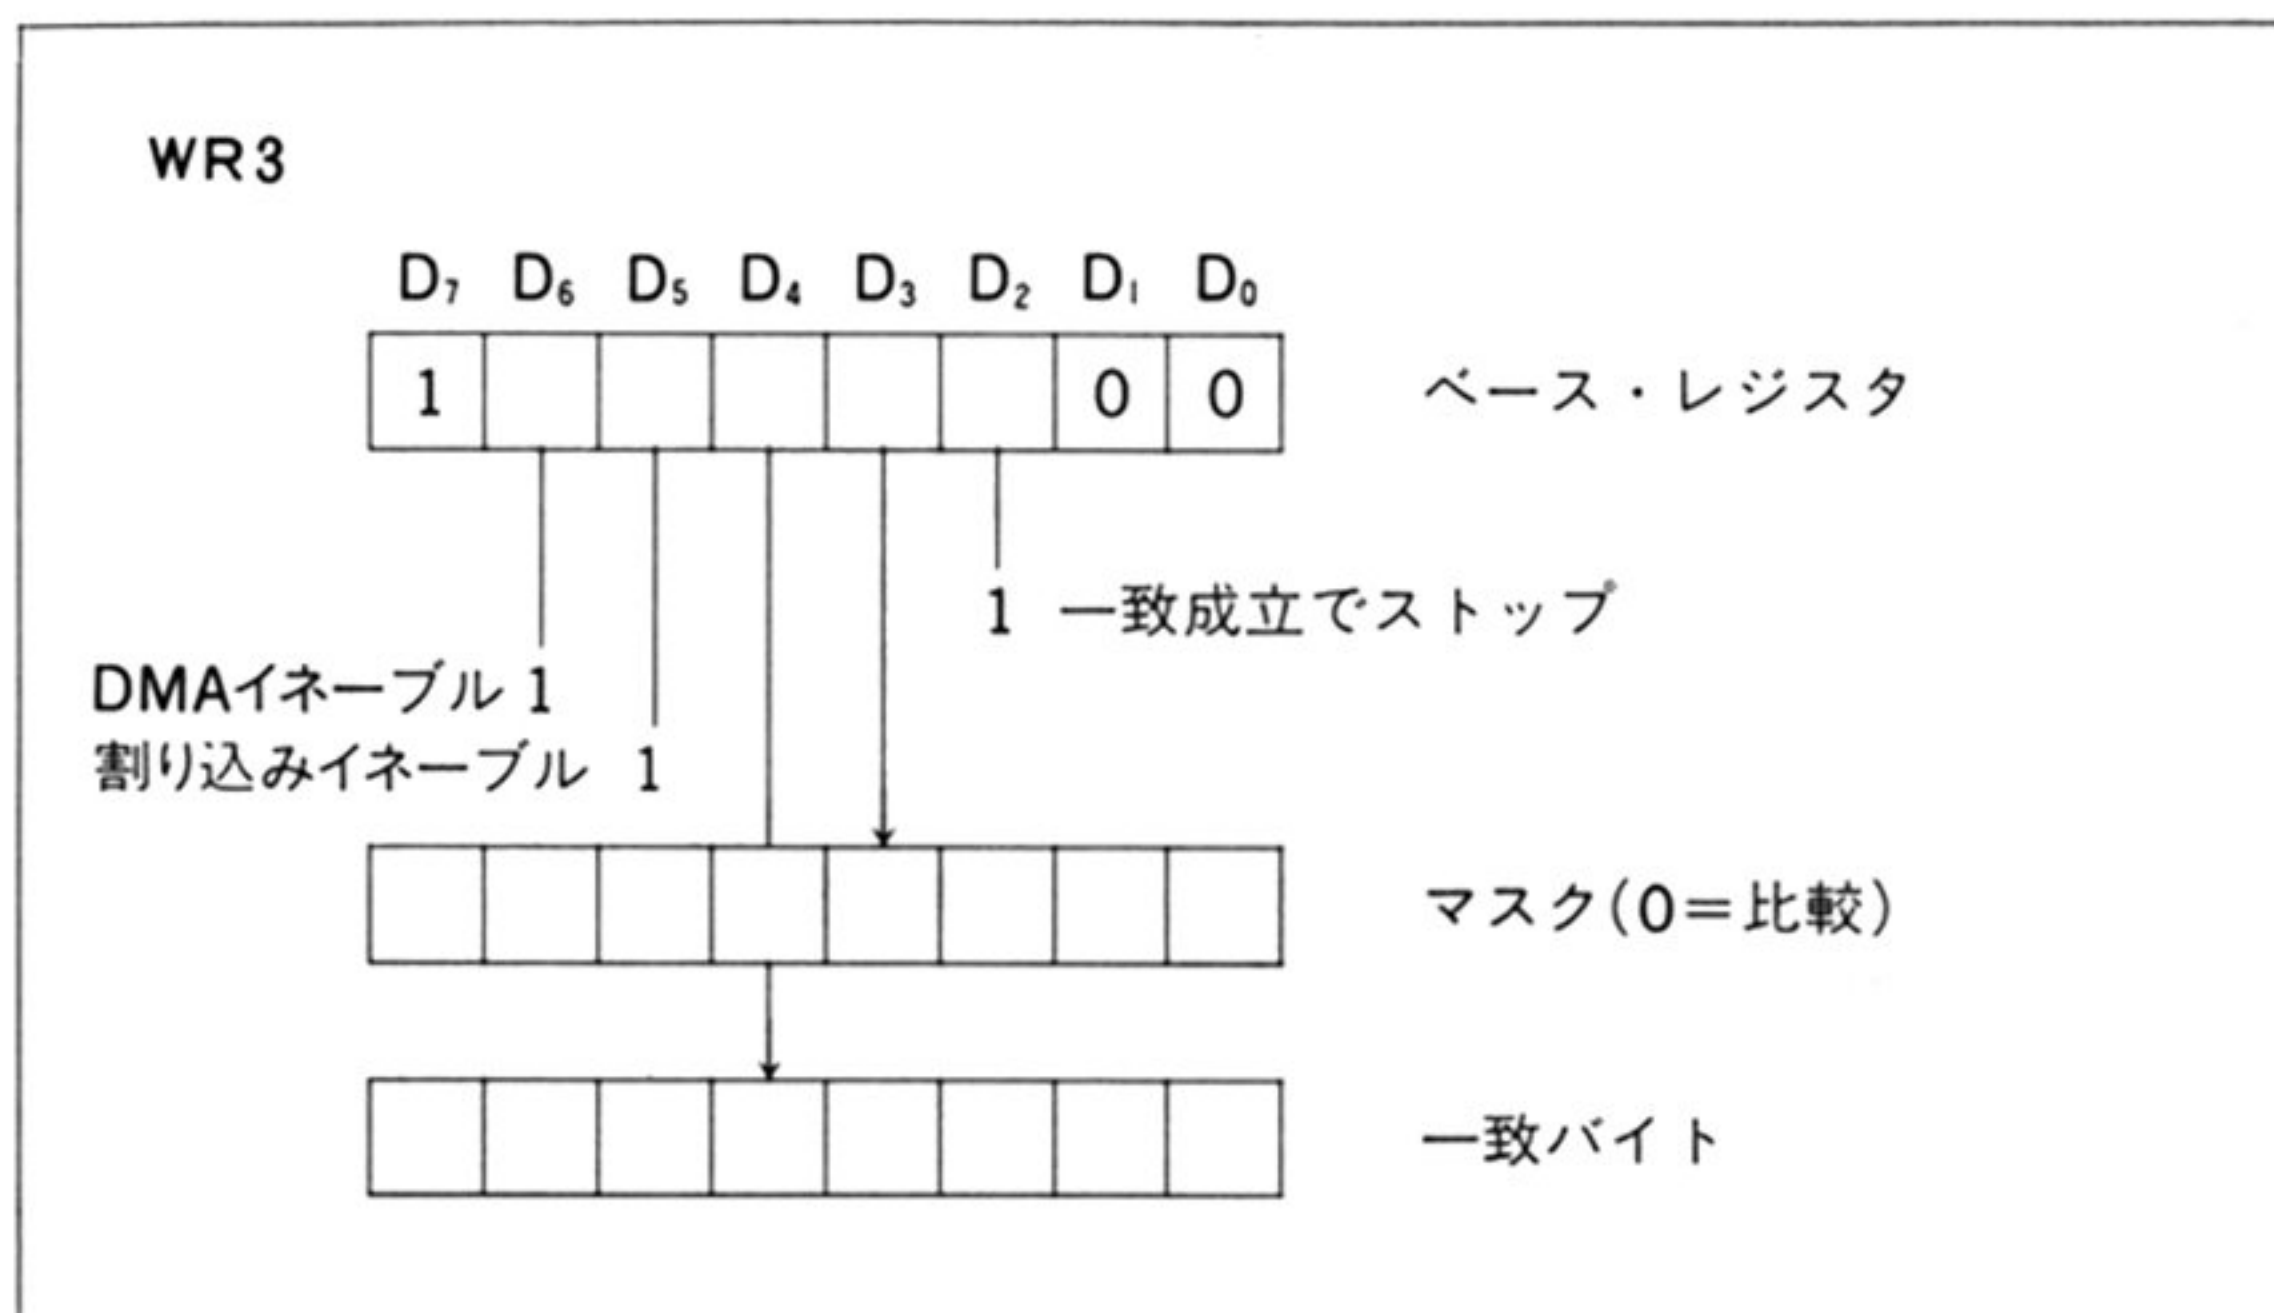 WR3
D₇ D₆ D₅ D₄ D₃ D₂ D₁ D₀
1 0 0 ベース・レジスタ
1 一致成立でストップ
DMAイネーブル 1
割り込みイネーブル 1
マスク(0=比較)
一致バイト